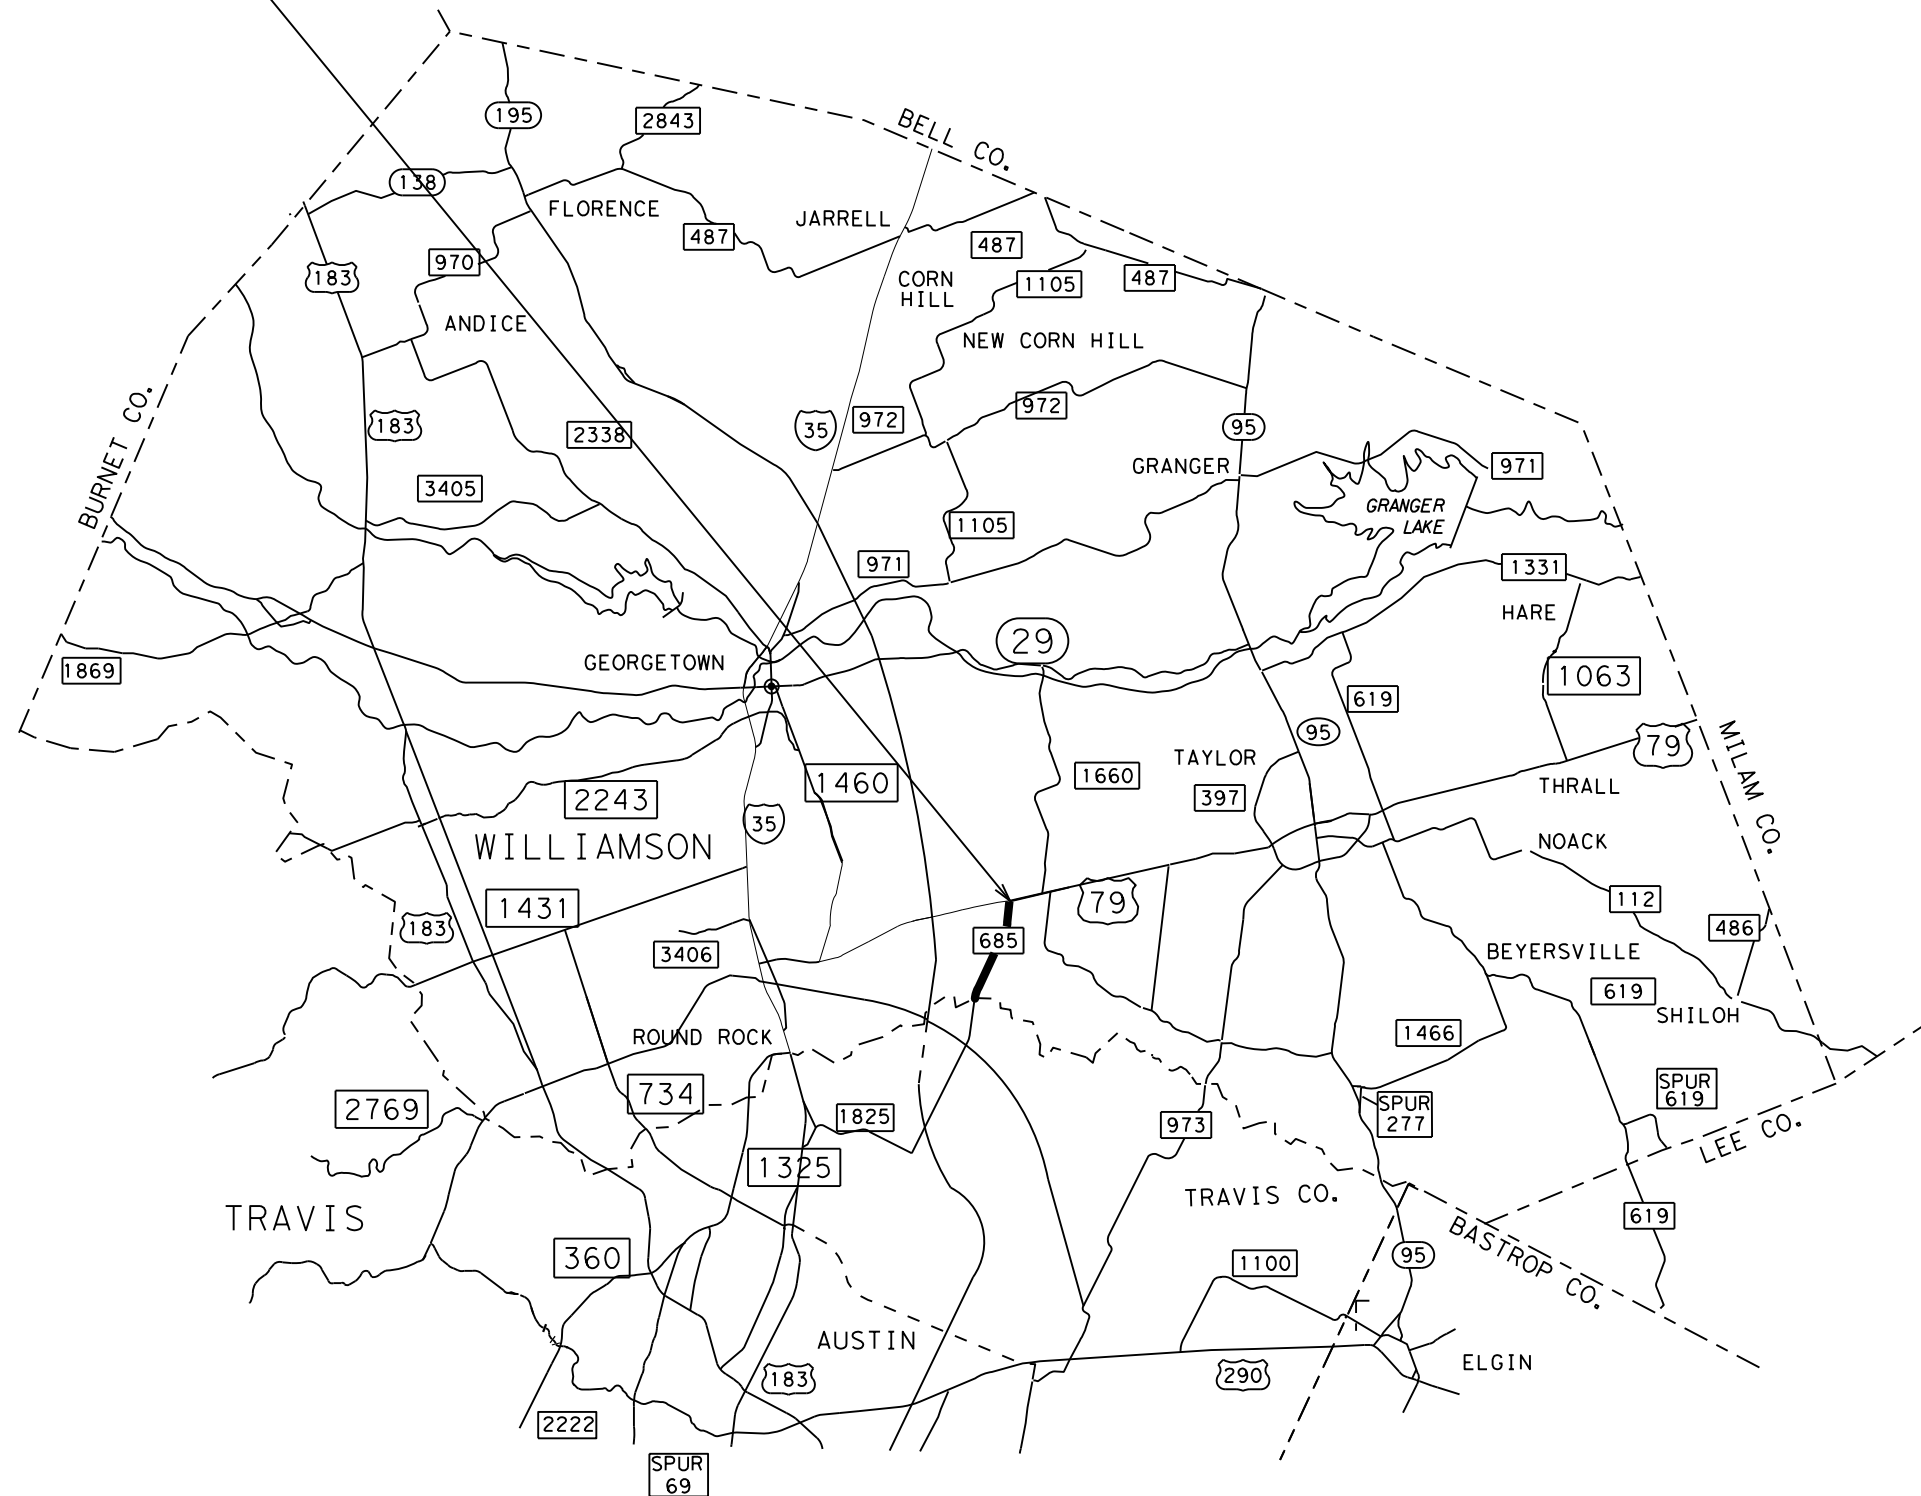 195
2843
BELL CO.
138
FLORENCE
JARRELL
487
487
970
183
CORN
HILL
1105
487
ANDICE
NEW CORN HILL
BURNET CO.
183
2338
35
972
972
95
GRANGER
971
3405
GRANGER
LAKE
1105
971
1331
HARE
29
1869
GEORGETOWN
1063
619
95
79
MILAM CO.
TAYLOR
1660
397
THRALL
1460
2243
35
WILLIAMSON
NOACK
79
112
1431
183
486
685
3406
BEYERSVILLE
619
SHILOH
1466
ROUND ROCK
734
2769
SPUR
619
SPUR
277
1825
973
LEE CO.
1325
TRAVIS CO.
TRAVIS
619
BASTROP CO.
360
95
1100
AUSTIN
ELGIN
183
290
2222
SPUR
69